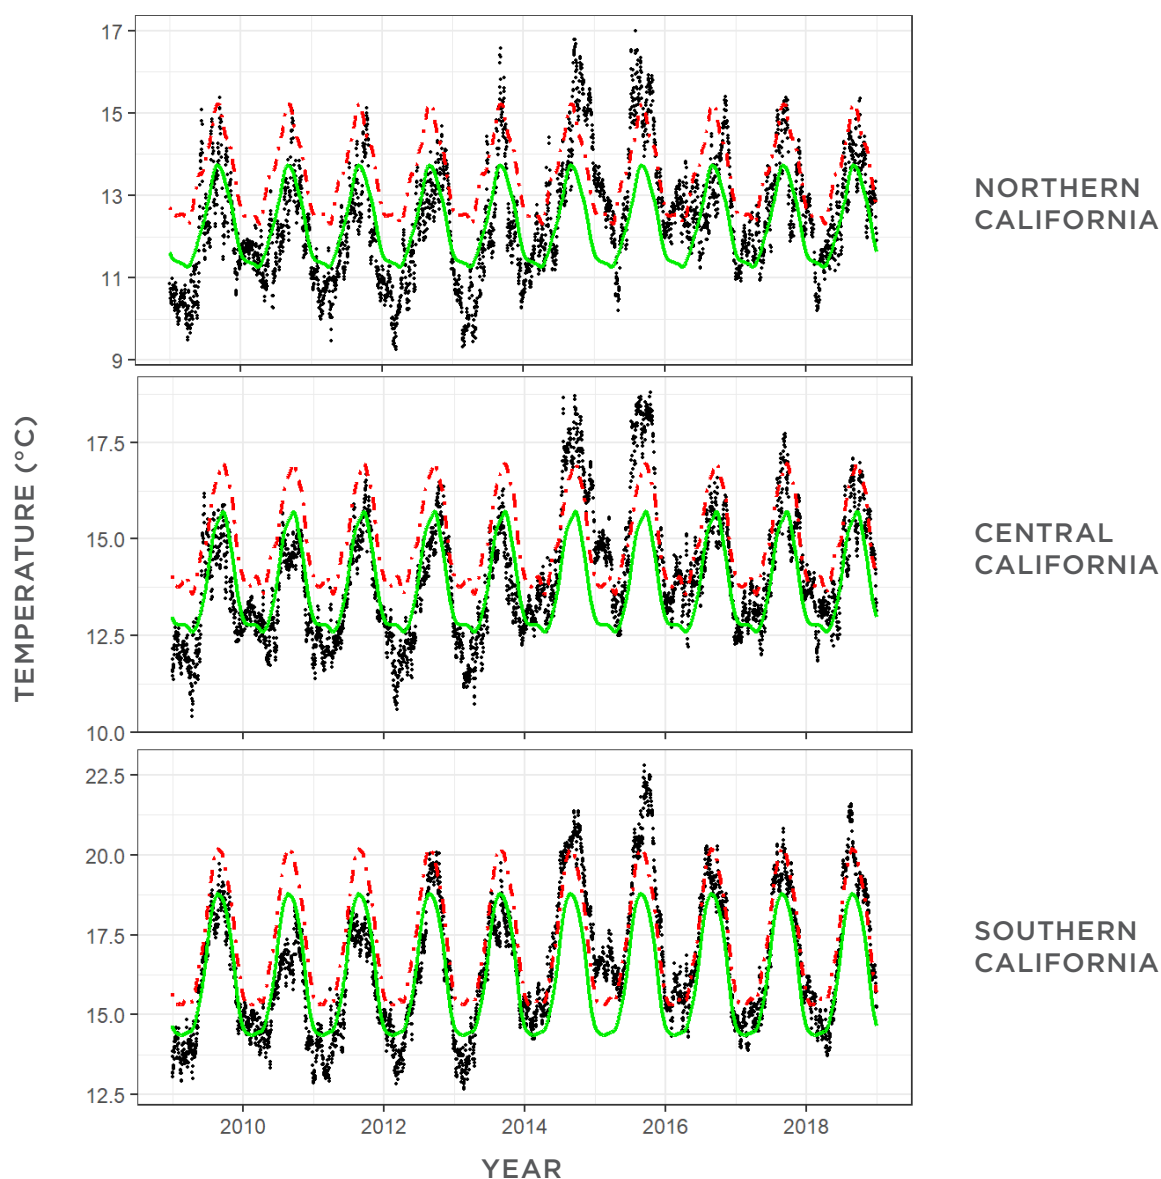 17
15
13
11
9
NORTHERN
CALIFORNIA
17.5
15.0
12.5
10.0
CENTRAL
CALIFORNIA
TEMPERATURE (°C)
22.5
20.0
17.5
15.0
12.5
SOUTHERN
CALIFORNIA
2010 2012 2014 2016 2018
YEAR